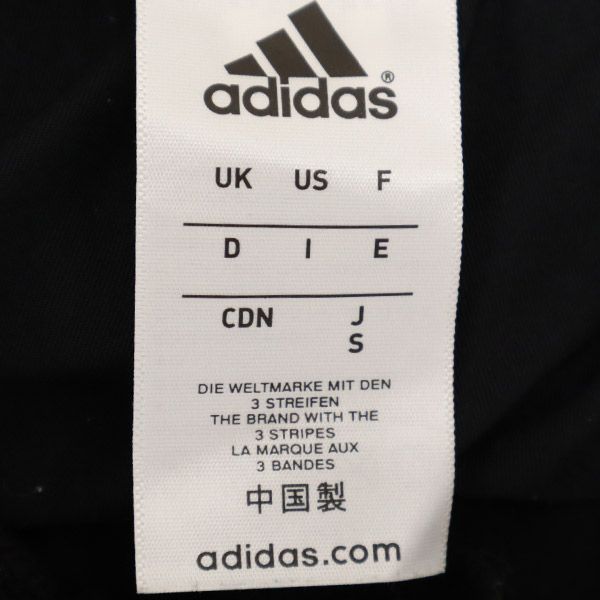 adidas®
UK US F
D I E
CDN J
S
DIE WELTMARKE MIT DEN
3 STREIFEN
THE BRAND WITH THE
3 STRIPES
LA MARQUE AUX
3 BANDES
中国製
adidas.com